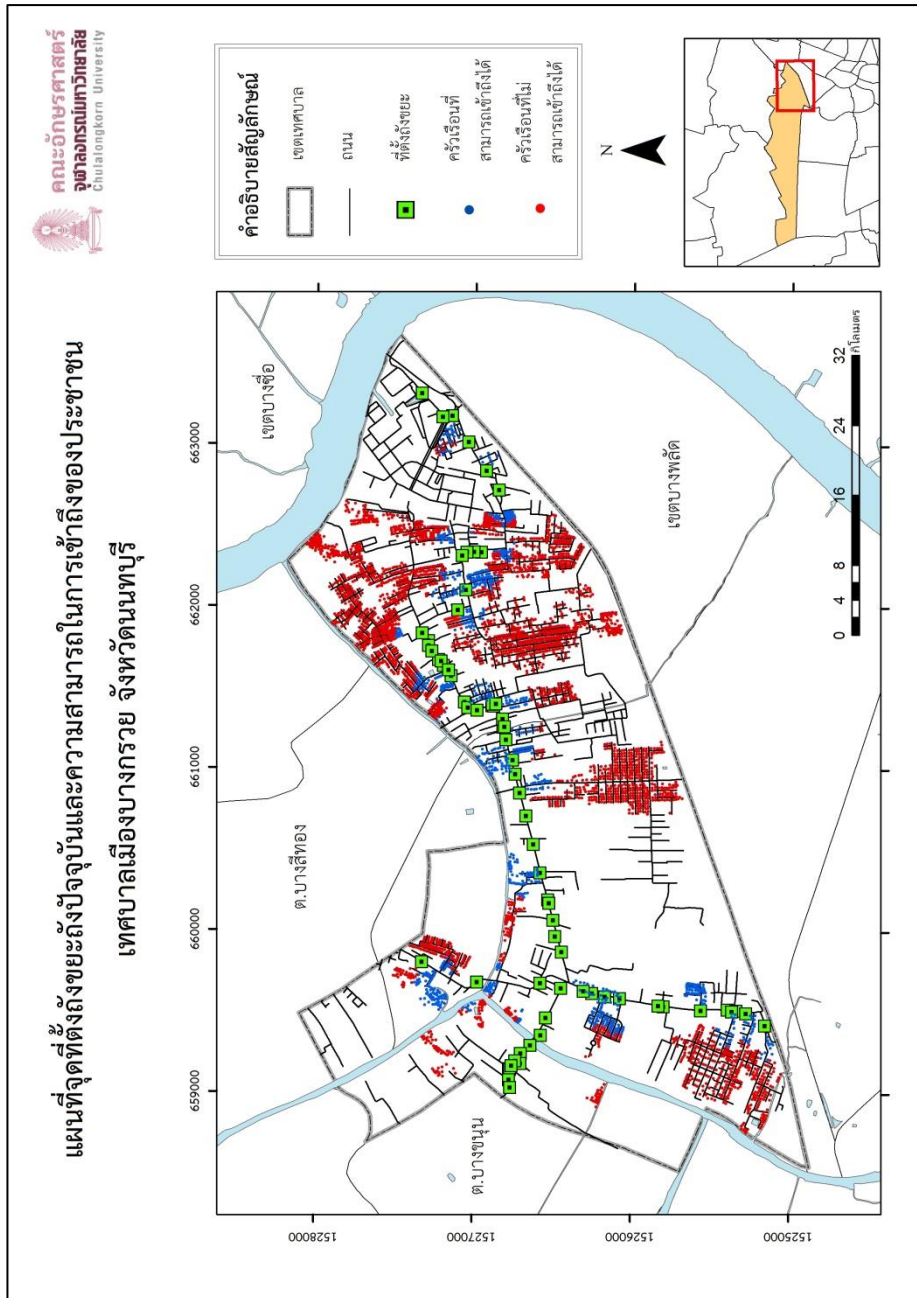 แผนที่จุดที่ตั้งถังขยะถังปัจจุบันและความสามารถในการเข้าถึงของประชาชน
เทศบาลเมืองบางกรวย จังหวัดนนทบุรี
คณะอักษรศาสตร์
จุฬาลงกรณ์มหาวิทยาลัย
Chulalongkorn University
659000
660000
661000
662000
663000
1528000
1527000
1526000
1525000
ต.บางสีทอง
เขตบางซื่อ
ต.บางขนุน
เขตบางพลัด
0 4 8 16 24 32
กิโลเมตร
คำอธิบายสัญลักษณ์
เขตเทศบาล
ถนน
ที่ตั้งถังขยะ
ครัวเรือนที่
สามารถเข้าถึงได้
ครัวเรือนที่ไม่
สามารถเข้าถึงได้
N